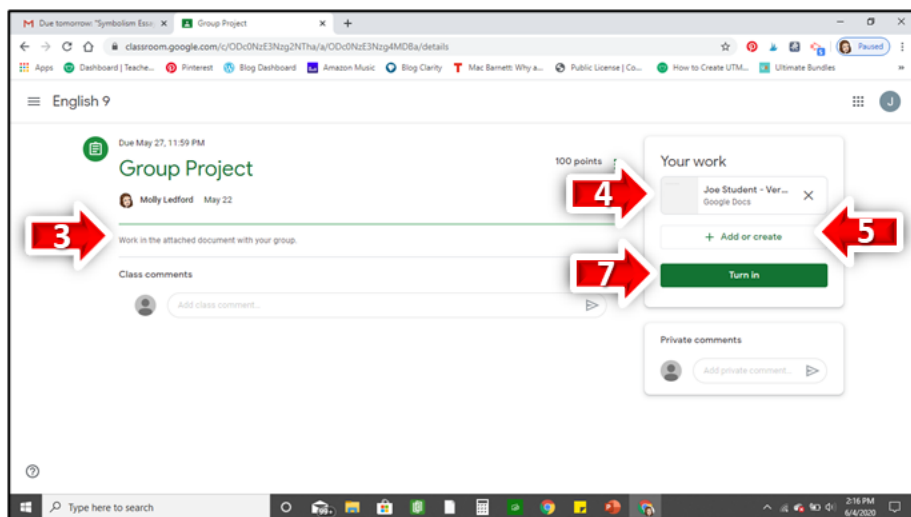 Due tomorrow: "Symbolism Essa
Group Project
classroom.google.com/c/ODc0NzE3Nzg2NTha/a/ODc0NzE3Nzg4MDBa/details
Paused
Apps
Dashboard | Teache...
Pinterest
Blog Dashboard
Amazon Music
Blog Clarity
Mac Barnett: Why a...
Public License | Co...
How to Create UTM...
Ultimate Bundles
English 9
J
Due May 27, 11:59 PM
Group Project
100 points
Molly Ledford May 22
3
Work in the attached document with your group.
Class comments
Add class comment...
Your work
4
Joe Student - Ver...
Google Docs
+ Add or create
5
7
Turn in
Private comments
Add private comment...
Type here to search
99+
2:16 PM
6/4/2020